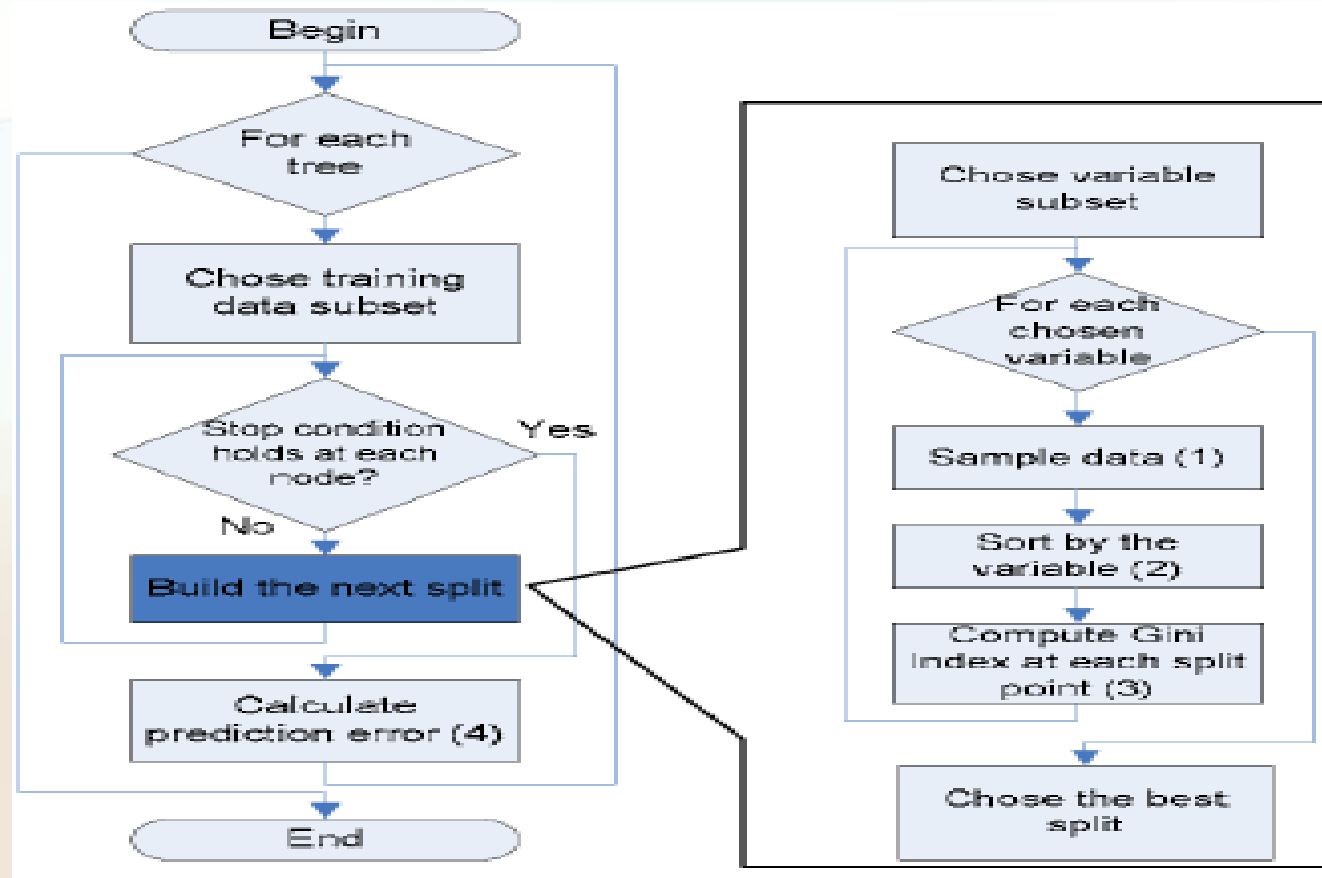 Begin
For each
tree
Chose training
data subset
Stop condition
holds at each
node?
Yes
No
Build the next split
Calculate
prediction error (4)
End
Chose variable
subset
For each
chosen
variable
Sample data (1)
Sort by the
variable (2)
Compute Gini
Index at each split
point (3)
Chose the best
split